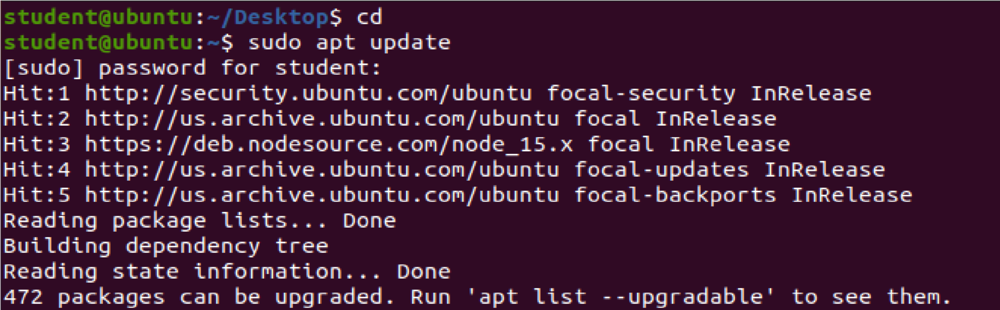 student@ubuntu:~/Desktop$ cd
student@ubuntu:~$ sudo apt update
[sudo] password for student:
Hit:1 http://security.ubuntu.com/ubuntu focal-security InRelease
Hit:2 http://us.archive.ubuntu.com/ubuntu focal InRelease
Hit:3 https://deb.nodesource.com/node_15.x focal InRelease
Hit:4 http://us.archive.ubuntu.com/ubuntu focal-updates InRelease
Hit:5 http://us.archive.ubuntu.com/ubuntu focal-backports InRelease
Reading package lists... Done
Building dependency tree
Reading state information... Done
472 packages can be upgraded. Run 'apt list --upgradable' to see them.